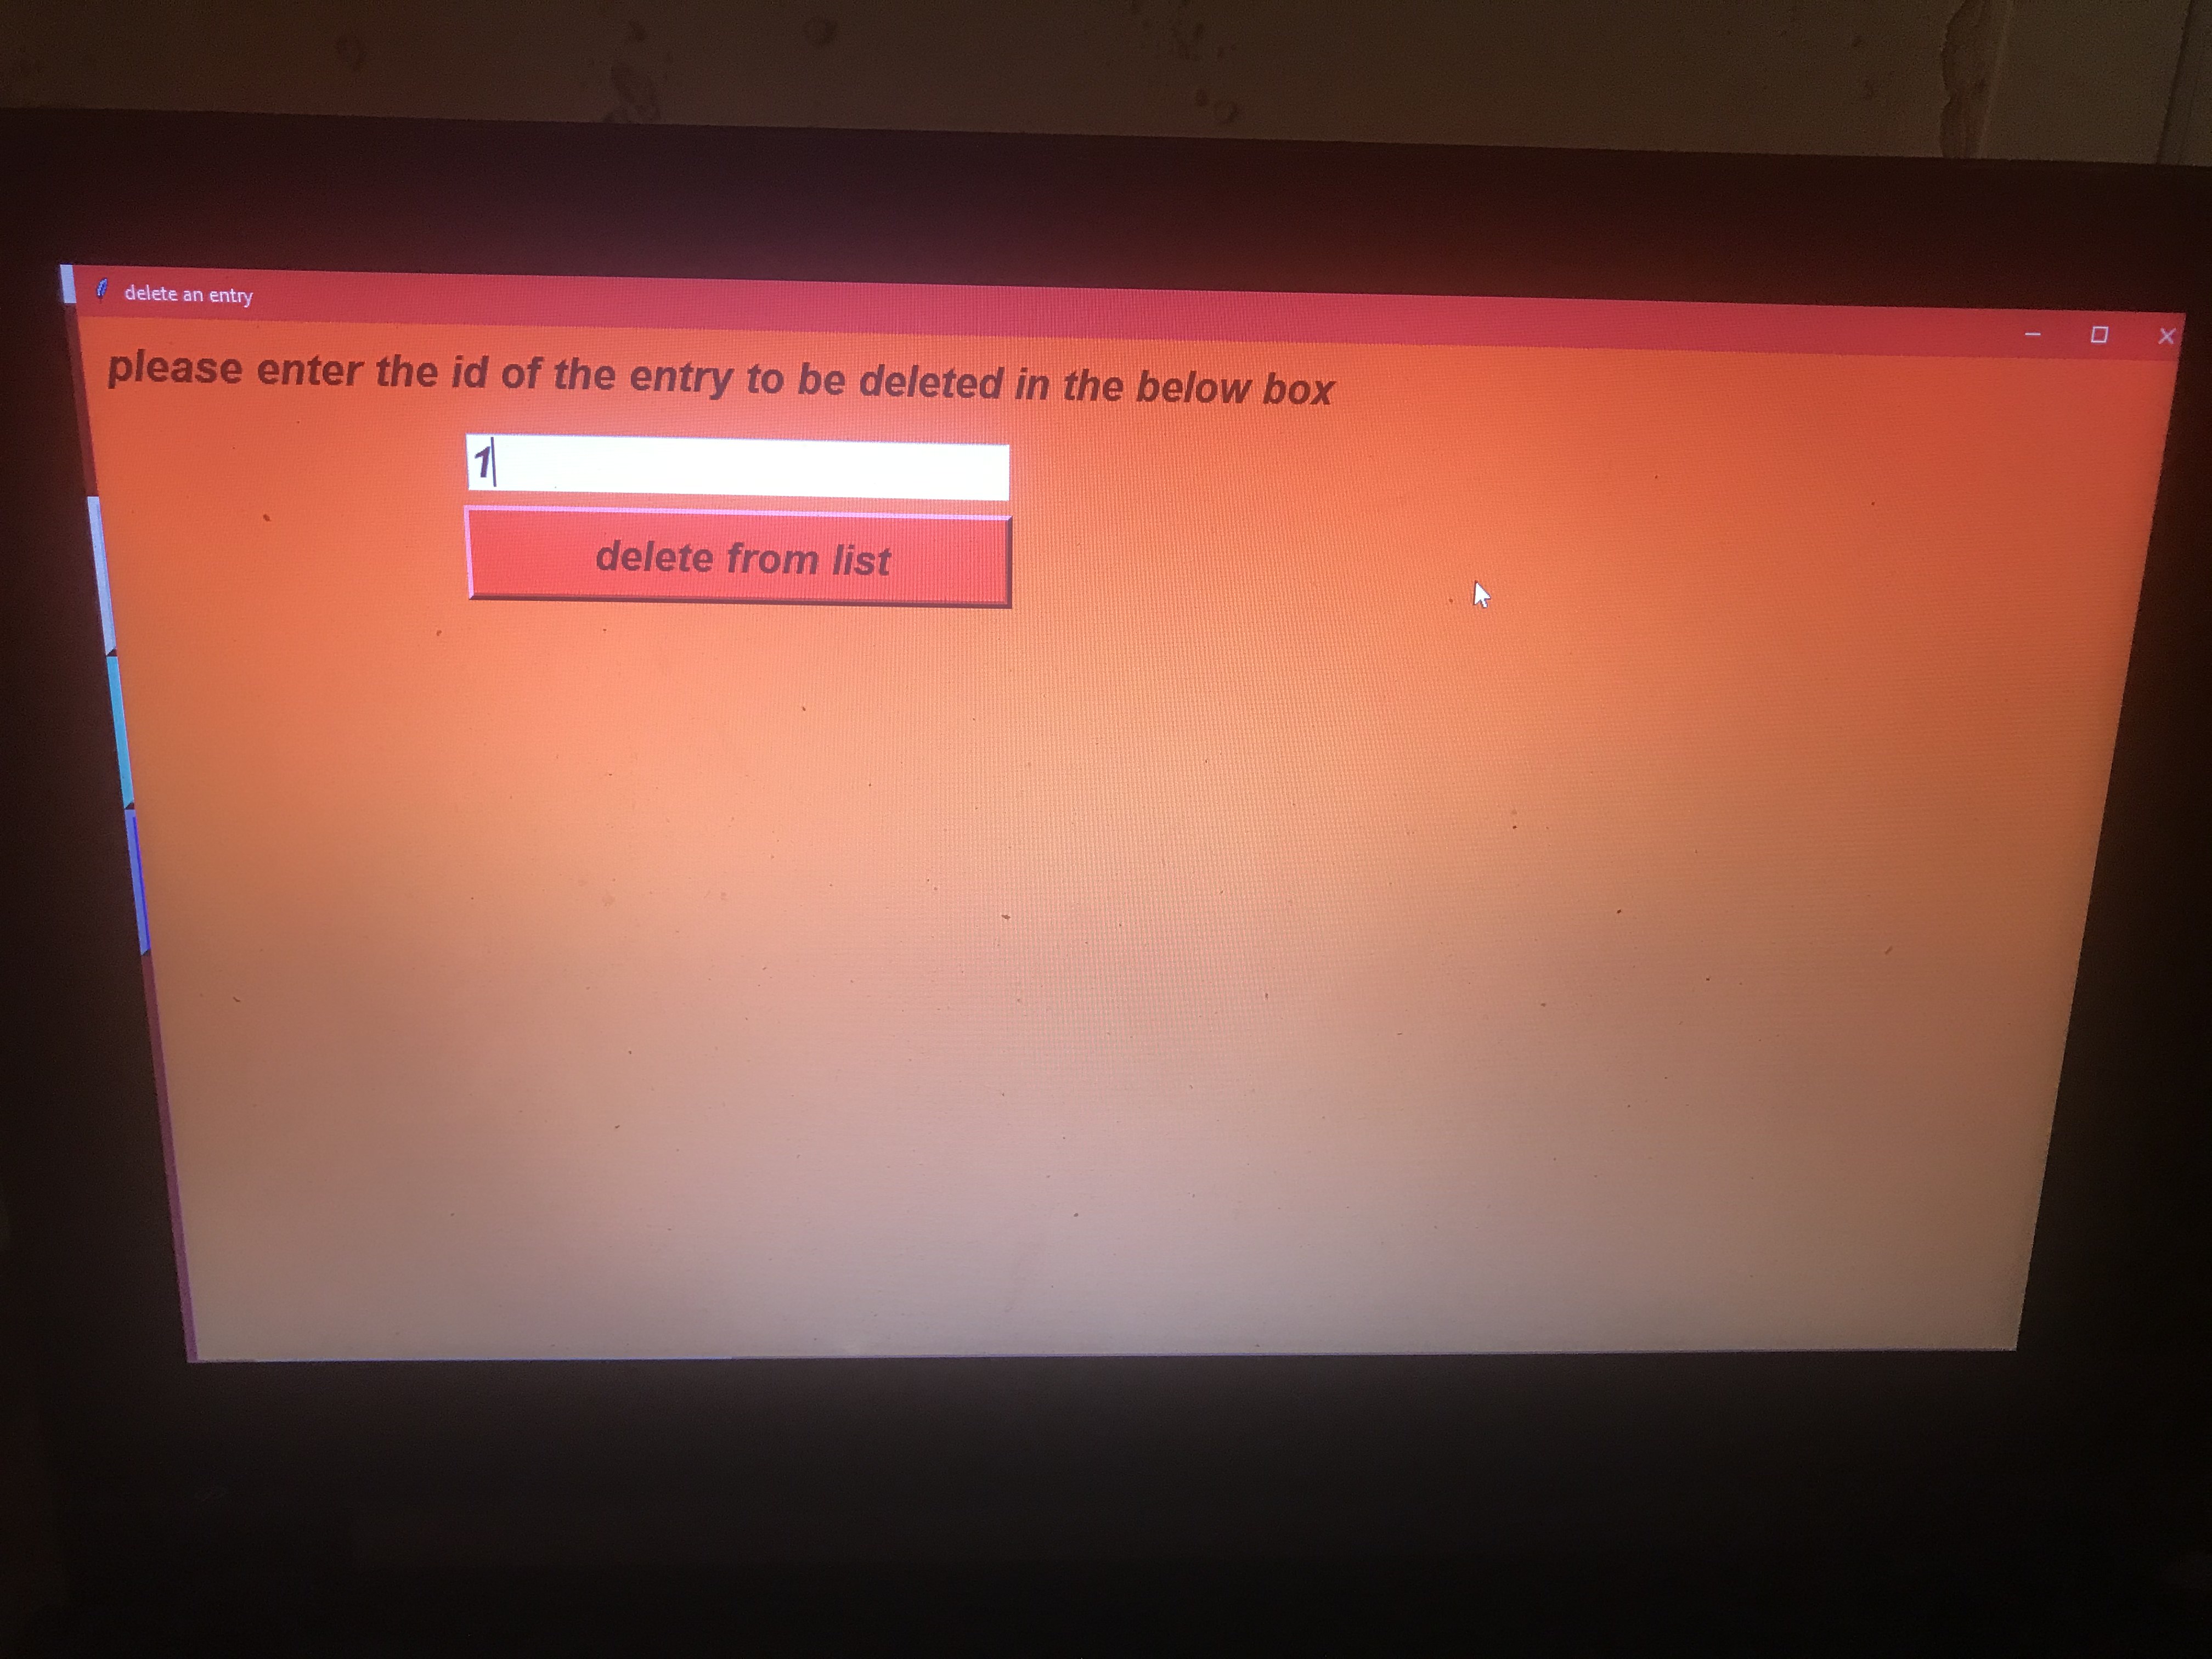 delete an entry
please enter the id of the entry to be deleted in the below box
1
delete from list